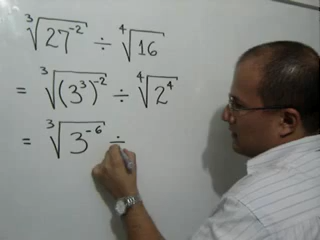 ∛27⁻² ÷ ∜16
= ∛(3³)⁻² ÷ ∜2⁴
= ∛3⁻⁶ ÷